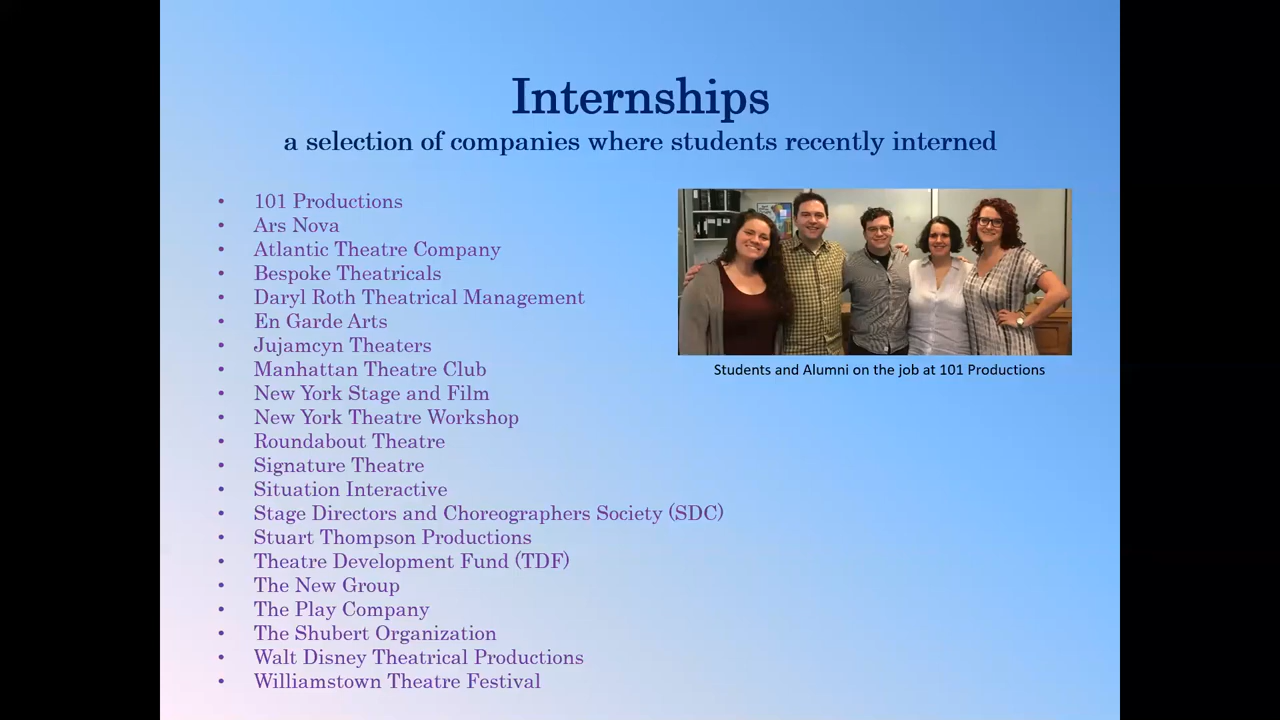 Internships
a selection of companies where students recently interned
• 101 Productions
• Ars Nova
• Atlantic Theatre Company
• Bespoke Theatricals
• Daryl Roth Theatrical Management
• En Garde Arts
• Jujamcyn Theaters
• Manhattan Theatre Club
• New York Stage and Film
• New York Theatre Workshop
• Roundabout Theatre
• Signature Theatre
• Situation Interactive
• Stage Directors and Choreographers Society (SDC)
• Stuart Thompson Productions
• Theatre Development Fund (TDF)
• The New Group
• The Play Company
• The Shubert Organization
• Walt Disney Theatrical Productions
• Williamstown Theatre Festival
Students and Alumni on the job at 101 Productions